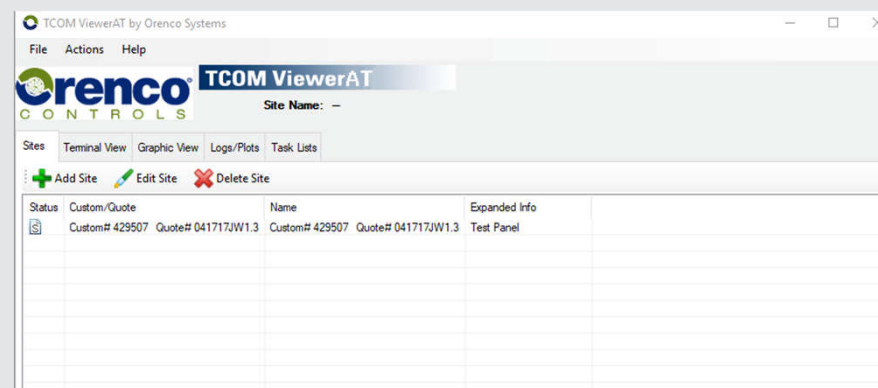 TCOM ViewerAT by Orenco Systems
File Actions Help
Orenco CONTROLS
TCOM ViewerAT
Site Name: –
Sites Terminal View Graphic View Logs/Plots Task Lists
Add Site Edit Site Delete Site
Status Custom/Quote Name Expanded Info
S Custom# 429507 Quote# 041717JW1.3 Custom# 429507 Quote# 041717JW1.3 Test Panel